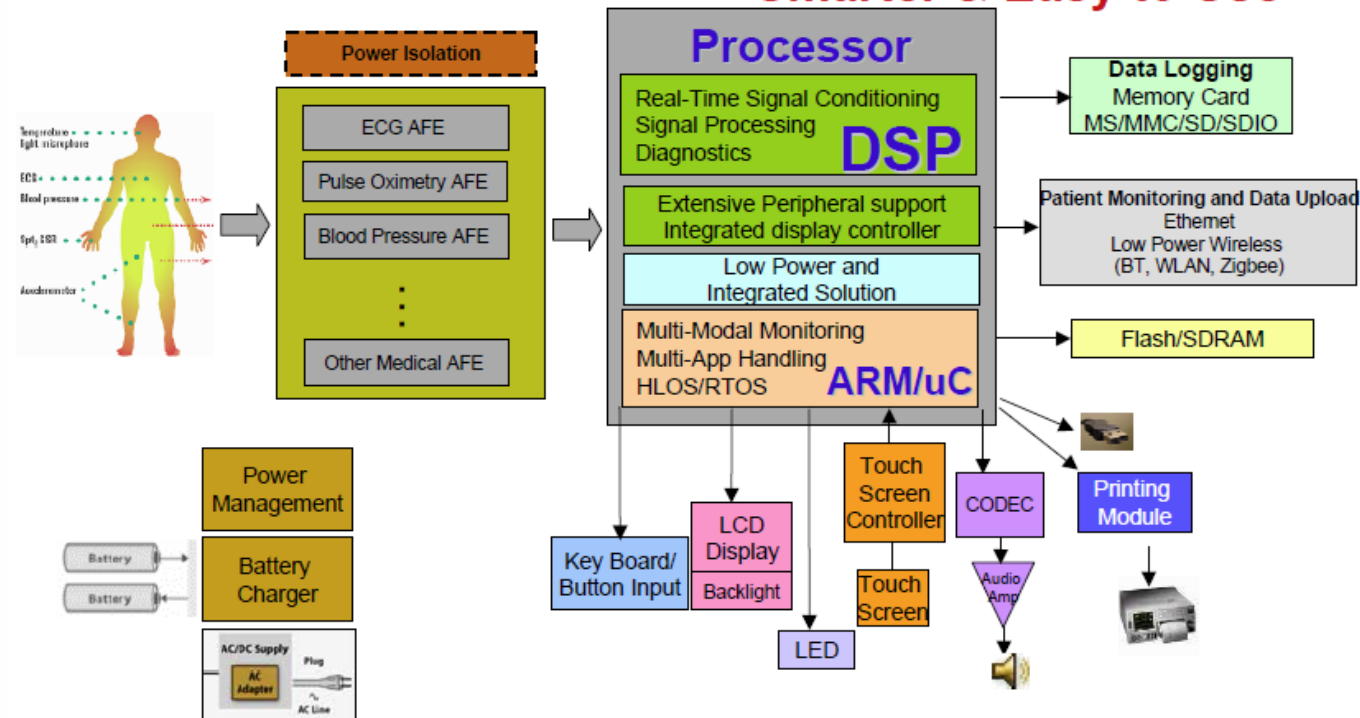 Power Isolation
ECG AFE
Pulse Oximetry AFE
Blood Pressure AFE
Other Medical AFE
Temperature
light microphone
ECG
Blood pressure
Accelerometer
Processor
Real-Time Signal Conditioning
Signal Processing
Diagnostics
DSP
Extensive Peripheral support
Integrated display controller
Low Power and
Integrated Solution
Multi-Modal Monitoring
Multi-App Handling
HLOS/RTOS
ARM/uC
Data Logging
Memory Card
MS/MMC/SD/SDIO
Patient Monitoring and Data Upload
Ethernet
Low Power Wireless
(BT, WLAN, Zigbee)
Flash/SDRAM
Power
Management
Battery
Battery
Battery
Charger
AC/DC Supply
Plug
AC
Adapter
AC Line
Key Board/
Button Input
LCD
Display
Backlight
LED
Touch
Screen
Controller
Touch
Screen
CODEC
Audio
Amp
Printing
Module